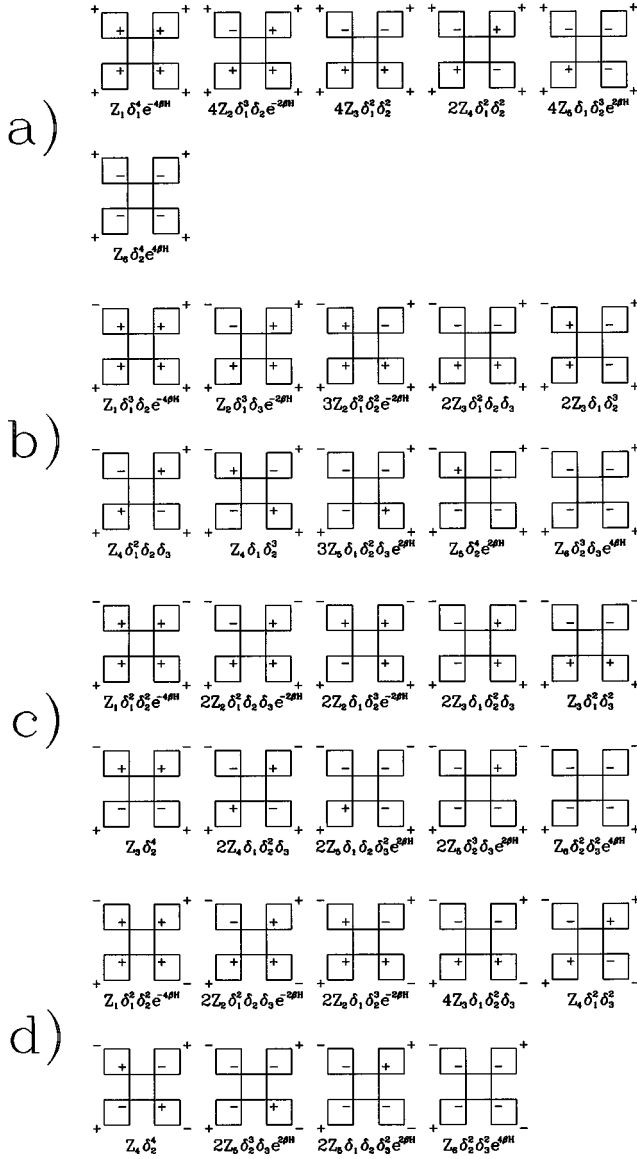 a)
Z₁δ₁⁴e^{-4βH} 4Z₂δ₁³δ₂e^{-2βH} 4Z₃δ₁²δ₂² 2Z₄δ₁²δ₂² 4Z₅δ₁δ₂³e^{2βH}
Z₆δ₂⁴e^{4βH}
b)
Z₁δ₁³δ₂e^{-4βH} Z₂δ₁³δ₃e^{-2βH} 3Z₂δ₁²δ₂²e^{-2βH} 2Z₃δ₁²δ₂δ₃ 2Z₃δ₁δ₂³
Z₄δ₁²δ₂δ₃ Z₄δ₁δ₂³ 3Z₅δ₁δ₂²δ₃e^{2βH} Z₅δ₂⁴e^{2βH} Z₆δ₂³δ₃e^{4βH}
c)
Z₁δ₁²δ₂²e^{-4βH} 2Z₂δ₁²δ₂δ₃e^{-2βH} 2Z₂δ₁δ₂³e^{-2βH} 2Z₃δ₁δ₂²δ₃ Z₃δ₁²δ₃²
Z₃δ₂⁴ 2Z₄δ₁δ₂²δ₃ 2Z₅δ₁δ₂δ₃²e^{2βH} 2Z₅δ₂³δ₃e^{2βH} Z₆δ₂²δ₃²e^{4βH}
d)
Z₁δ₁²δ₂²e^{-4βH} 2Z₂δ₁²δ₂δ₃e^{-2βH} 2Z₂δ₁δ₂³e^{-2βH} 4Z₃δ₁δ₂²δ₃ Z₄δ₁²δ₃²
Z₄δ₂⁴ 2Z₅δ₂³δ₃e^{2βH} 2Z₅δ₁δ₂δ₃²e^{2βH} Z₆δ₂²δ₃²e^{4βH}